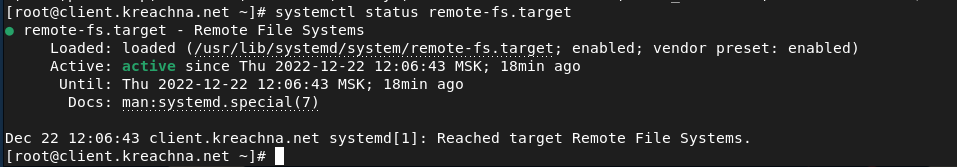 [root@client.kreachna.net ~]# systemctl status remote-fs.target
● remote-fs.target - Remote File Systems
Loaded: loaded (/usr/lib/systemd/system/remote-fs.target; enabled; vendor preset: enabled)
Active: active since Thu 2022-12-22 12:06:43 MSK; 18min ago
Until: Thu 2022-12-22 12:06:43 MSK; 18min ago
Docs: man:systemd.special(7)
Dec 22 12:06:43 client.kreachna.net systemd[1]: Reached target Remote File Systems.
[root@client.kreachna.net ~]#